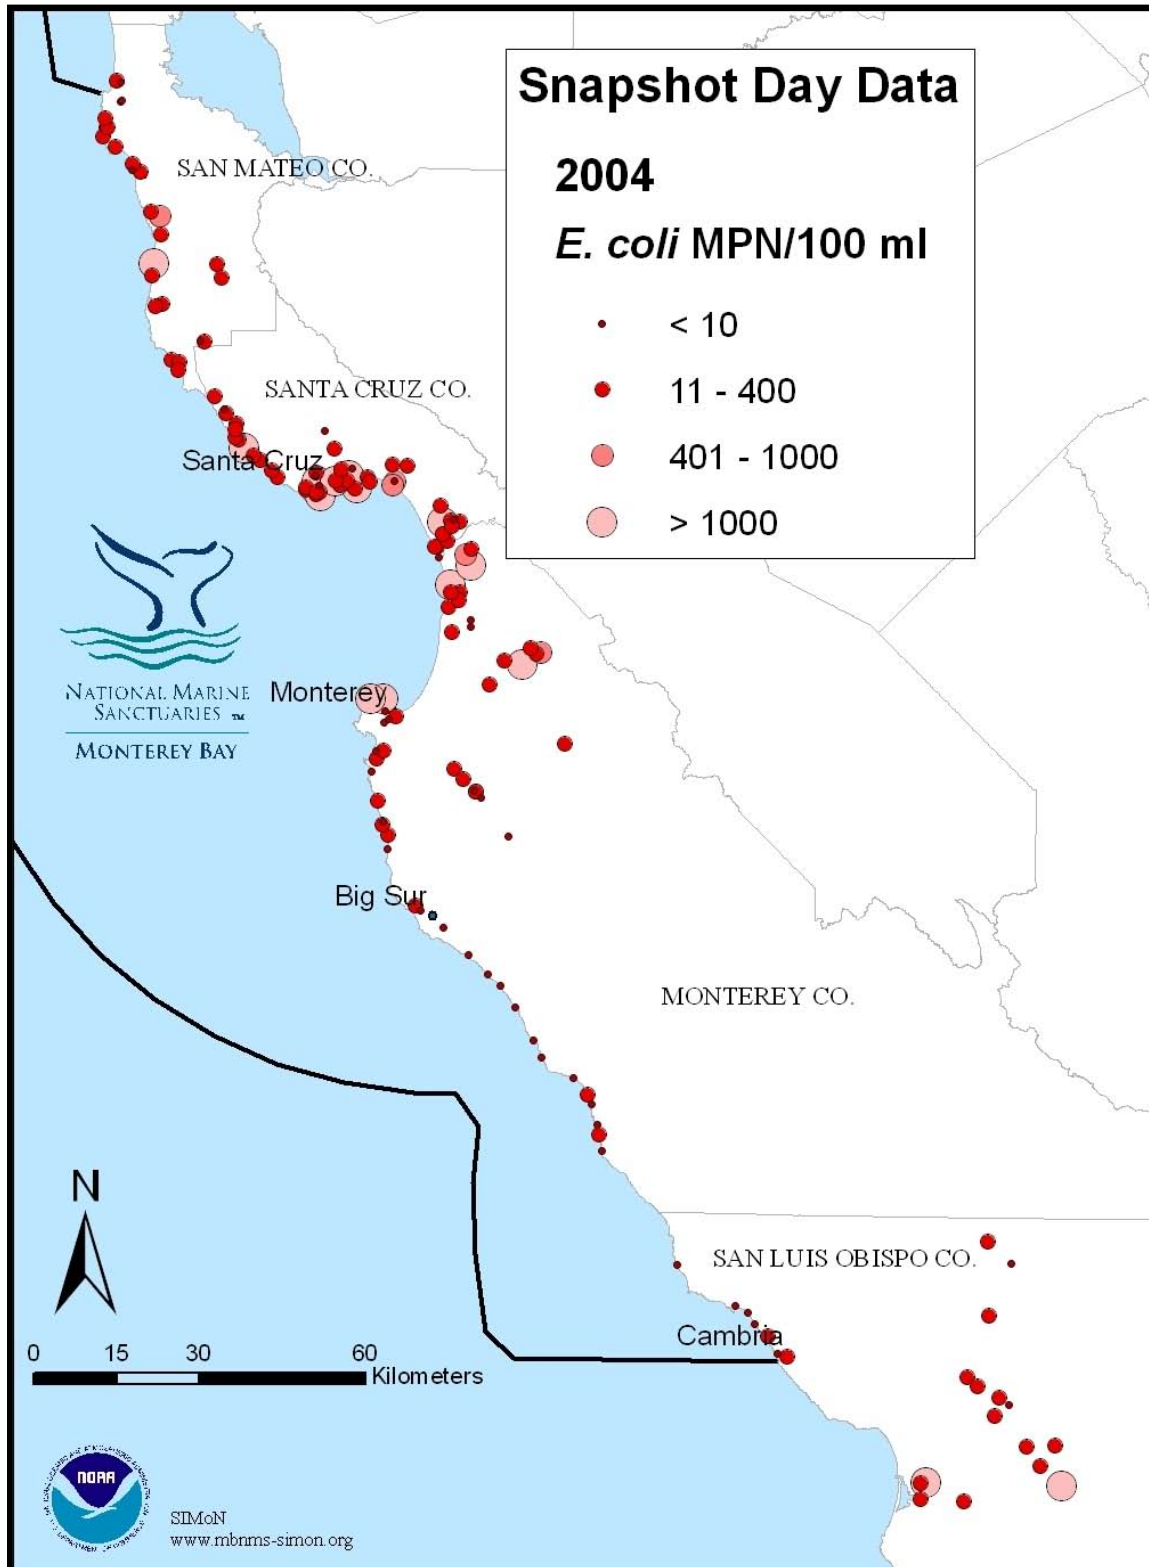 Snapshot Day Data
2004
E. coli MPN/100 ml
< 10
11 - 400
401 - 1000
> 1000
SAN MATEO CO.
SANTA CRUZ CO.
Santa Cruz
NATIONAL MARINE
SANCTUARIES TM
MONTEREY BAY
Monterey
Big Sur
MONTEREY CO.
SAN LUIS OBISPO CO.
Cambria
N
0 15 30 60
Kilometers
NOAA
SIMoN
www.mbnms-simon.org